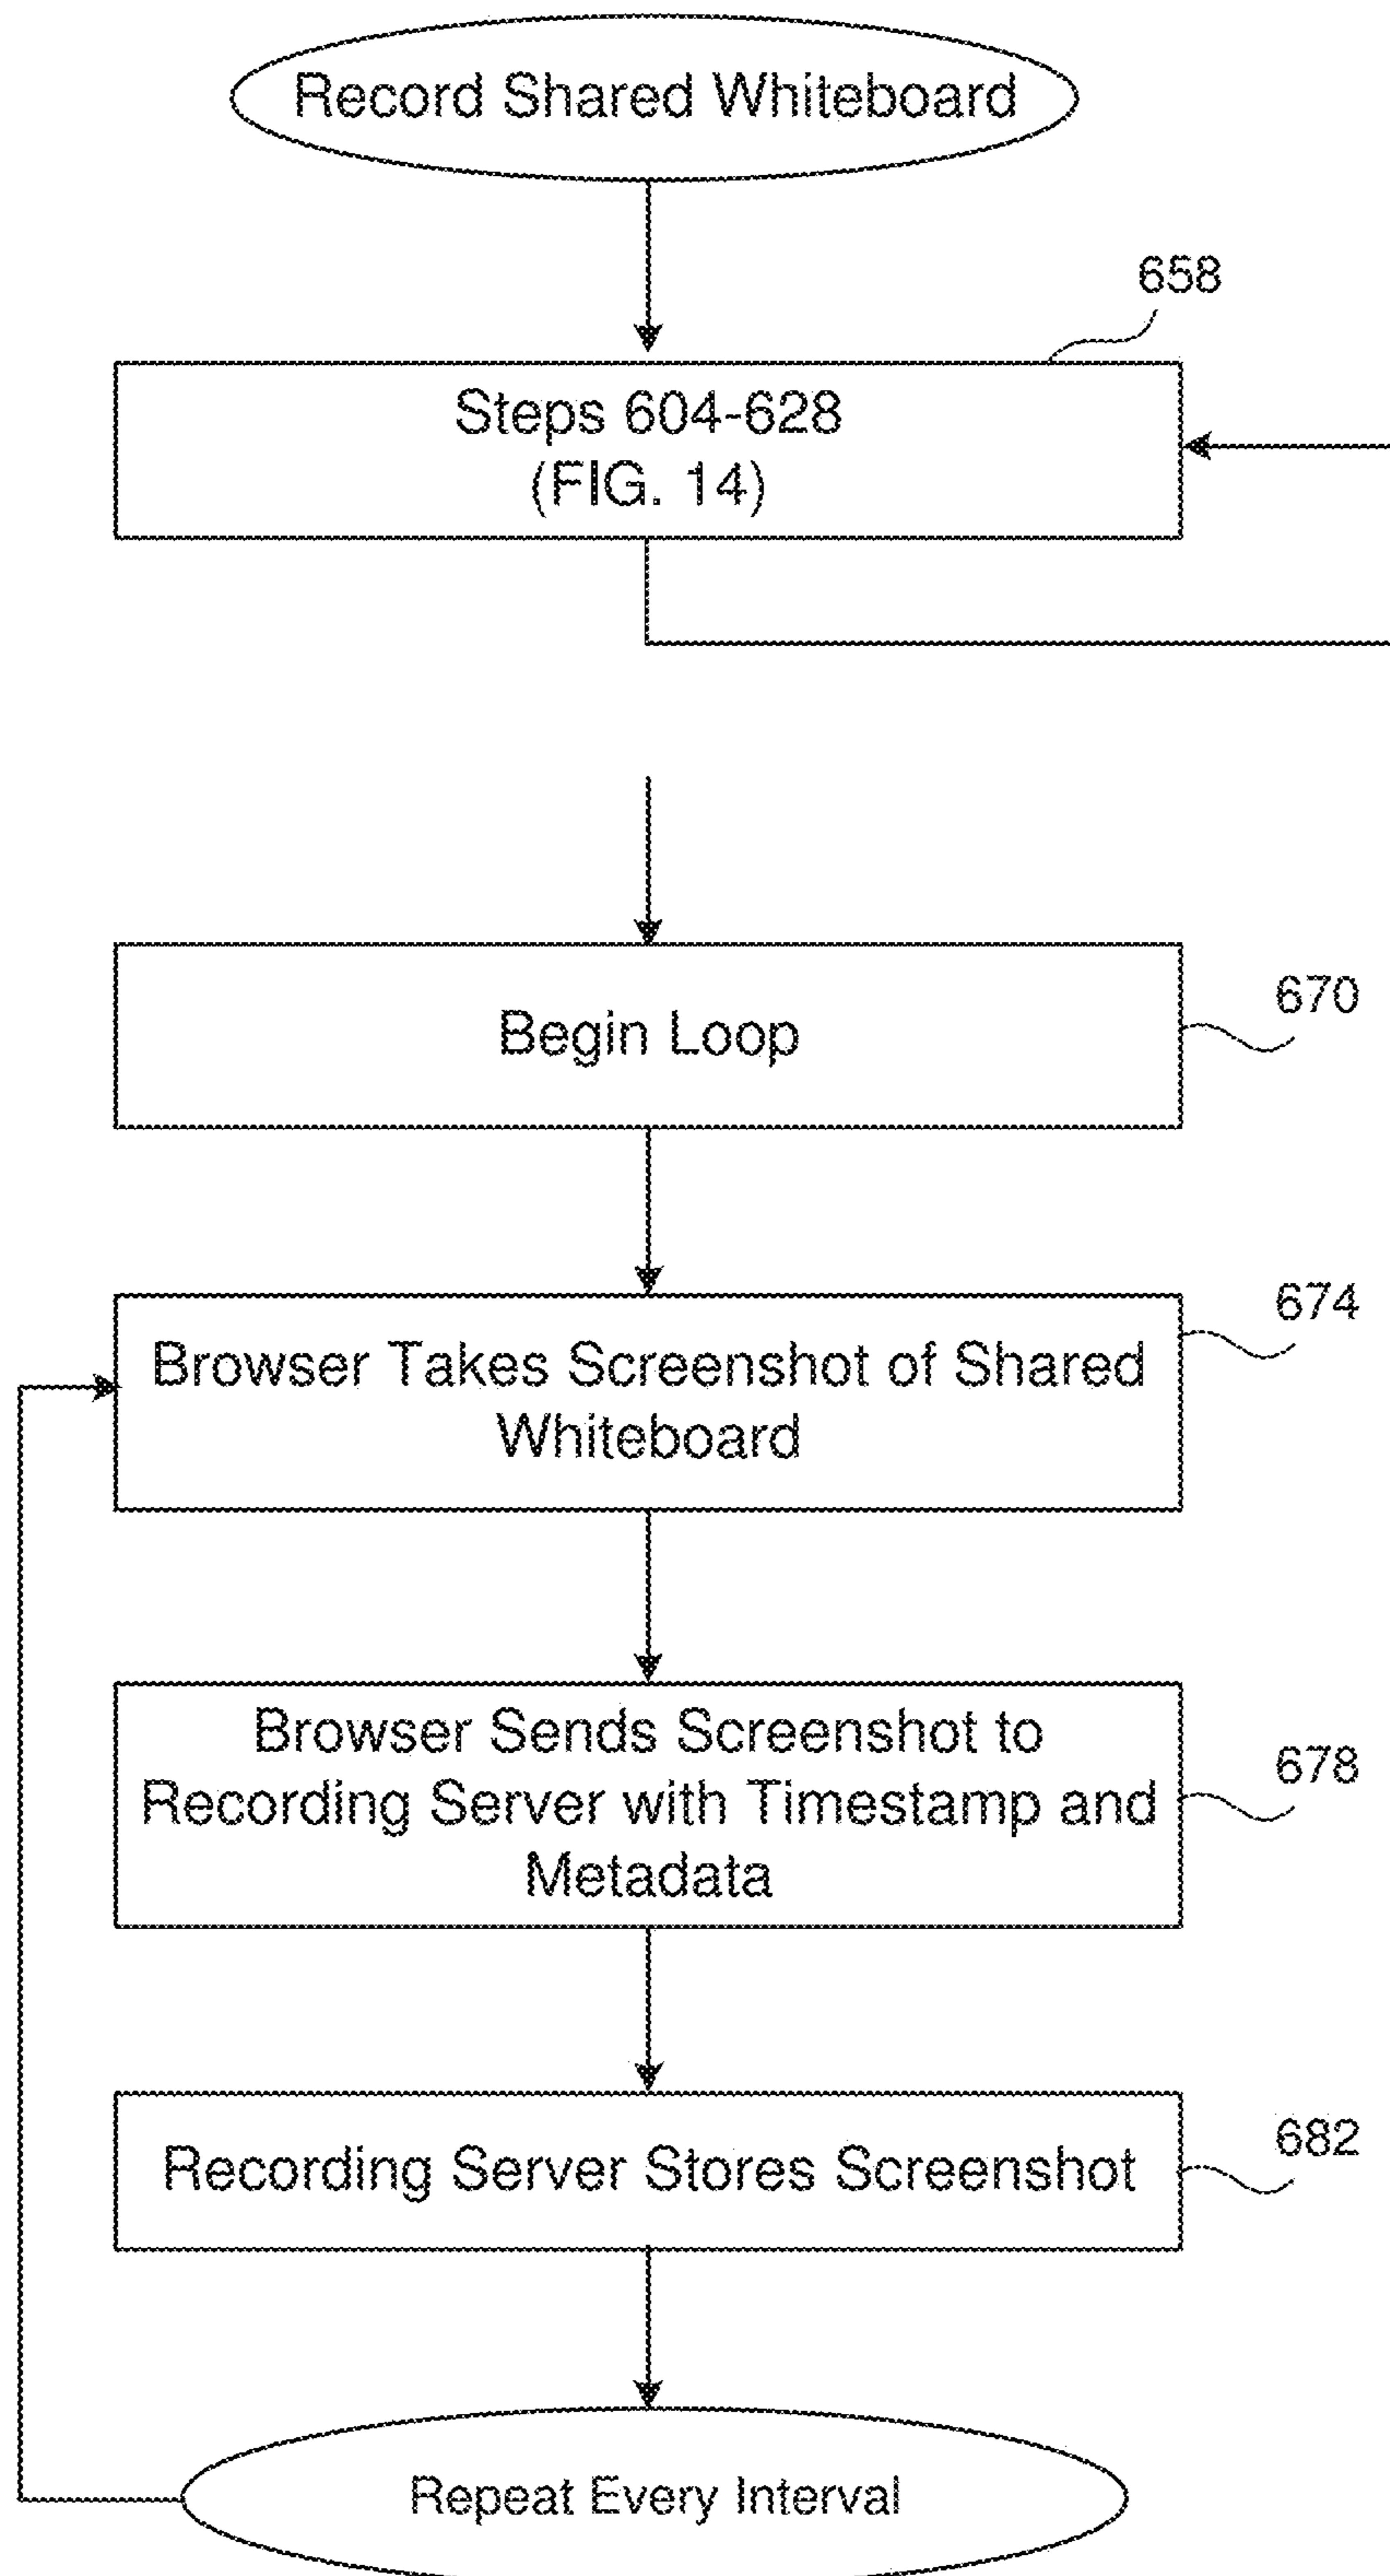 Record Shared Whiteboard
658
Steps 604-628
(FIG. 14)
Begin Loop
670
674
Browser Takes Screenshot of Shared
Whiteboard
Browser Sends Screenshot to
678
Recording Server with Timestamp and
Metadata
Recording Server Stores Screenshot
682
Repeat Every Interval